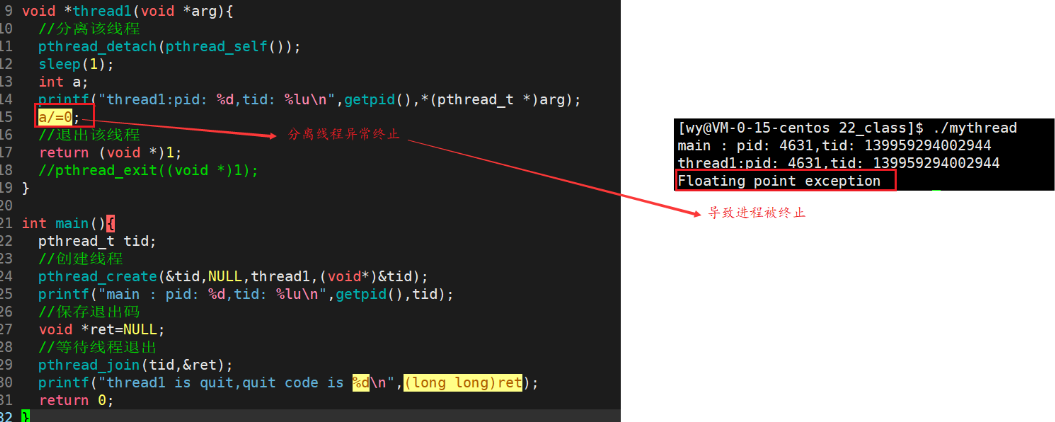 9 void *thread1(void *arg){
10 //分离该线程
11 pthread_detach(pthread_self());
12 sleep(1);
13 int a;
14 printf("thread1:pid: %d,tid: %lu\n",getpid(),*(pthread_t *)arg);
15 a/=0;
16 //退出该线程
17 return (void *)1;
18 //pthread_exit((void *)1);
19 }
20
21 int main(){
22 pthread_t tid;
23 //创建线程
24 pthread_create(&tid,NULL,thread1,(void*)&tid);
25 printf("main : pid: %d,tid: %lu\n",getpid(),tid);
26 //保存退出码
27 void *ret=NULL;
28 //等待线程退出
29 pthread_join(tid,&ret);
30 printf("thread1 is quit,quit code is %d\n",(long long)ret);
31 return 0;
32 }
分离线程异常终止
[wy@VM-0-15-centos 22_class]$ ./mythread
main : pid: 4631,tid: 139959294002944
thread1:pid: 4631,tid: 139959294002944
Floating point exception
导致进程被终止